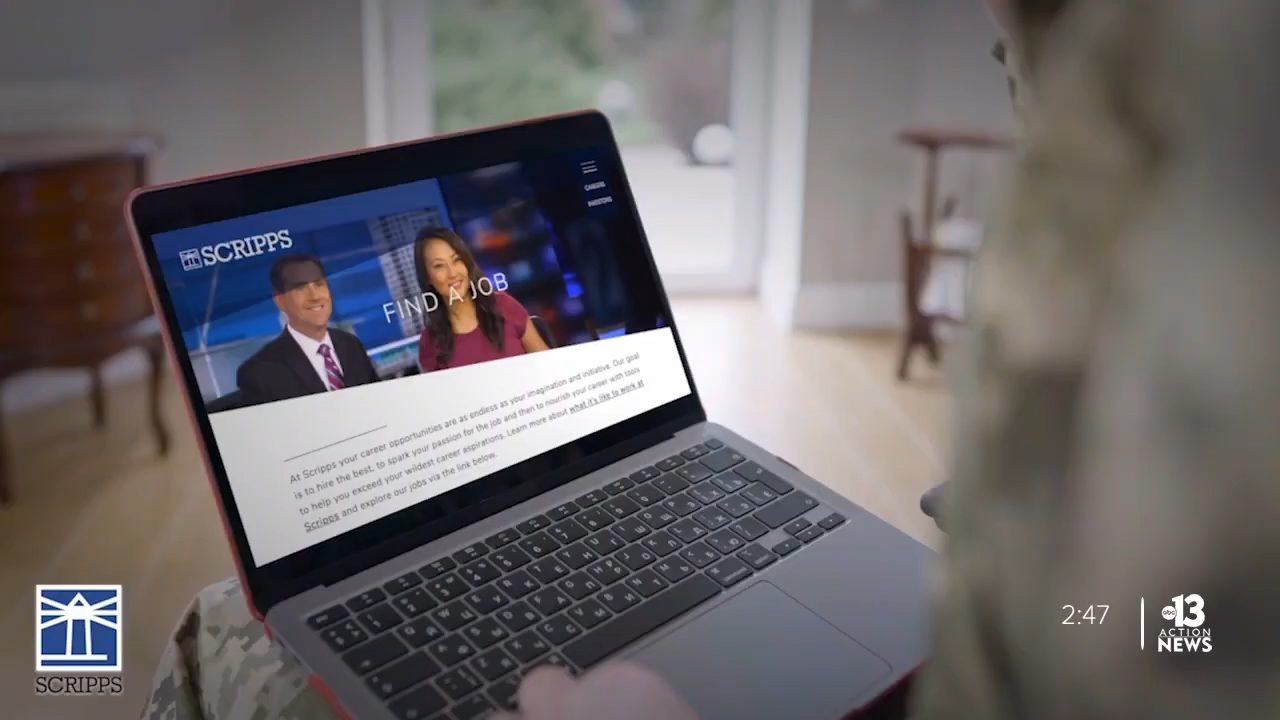 SCRIPPS
CAREERS
INVESTORS
FIND A JOB
At Scripps your career opportunities are as endless as your imagination and initiative. Our goal
is to hire the best, to spark your passion for the job and then to nourish your career with tools
to help you exceed your wildest career aspirations. Learn more about what it's like to work at
Scripps and explore our jobs via the link below.
SCRIPPS
2:47
abc 13
ACTION
NEWS